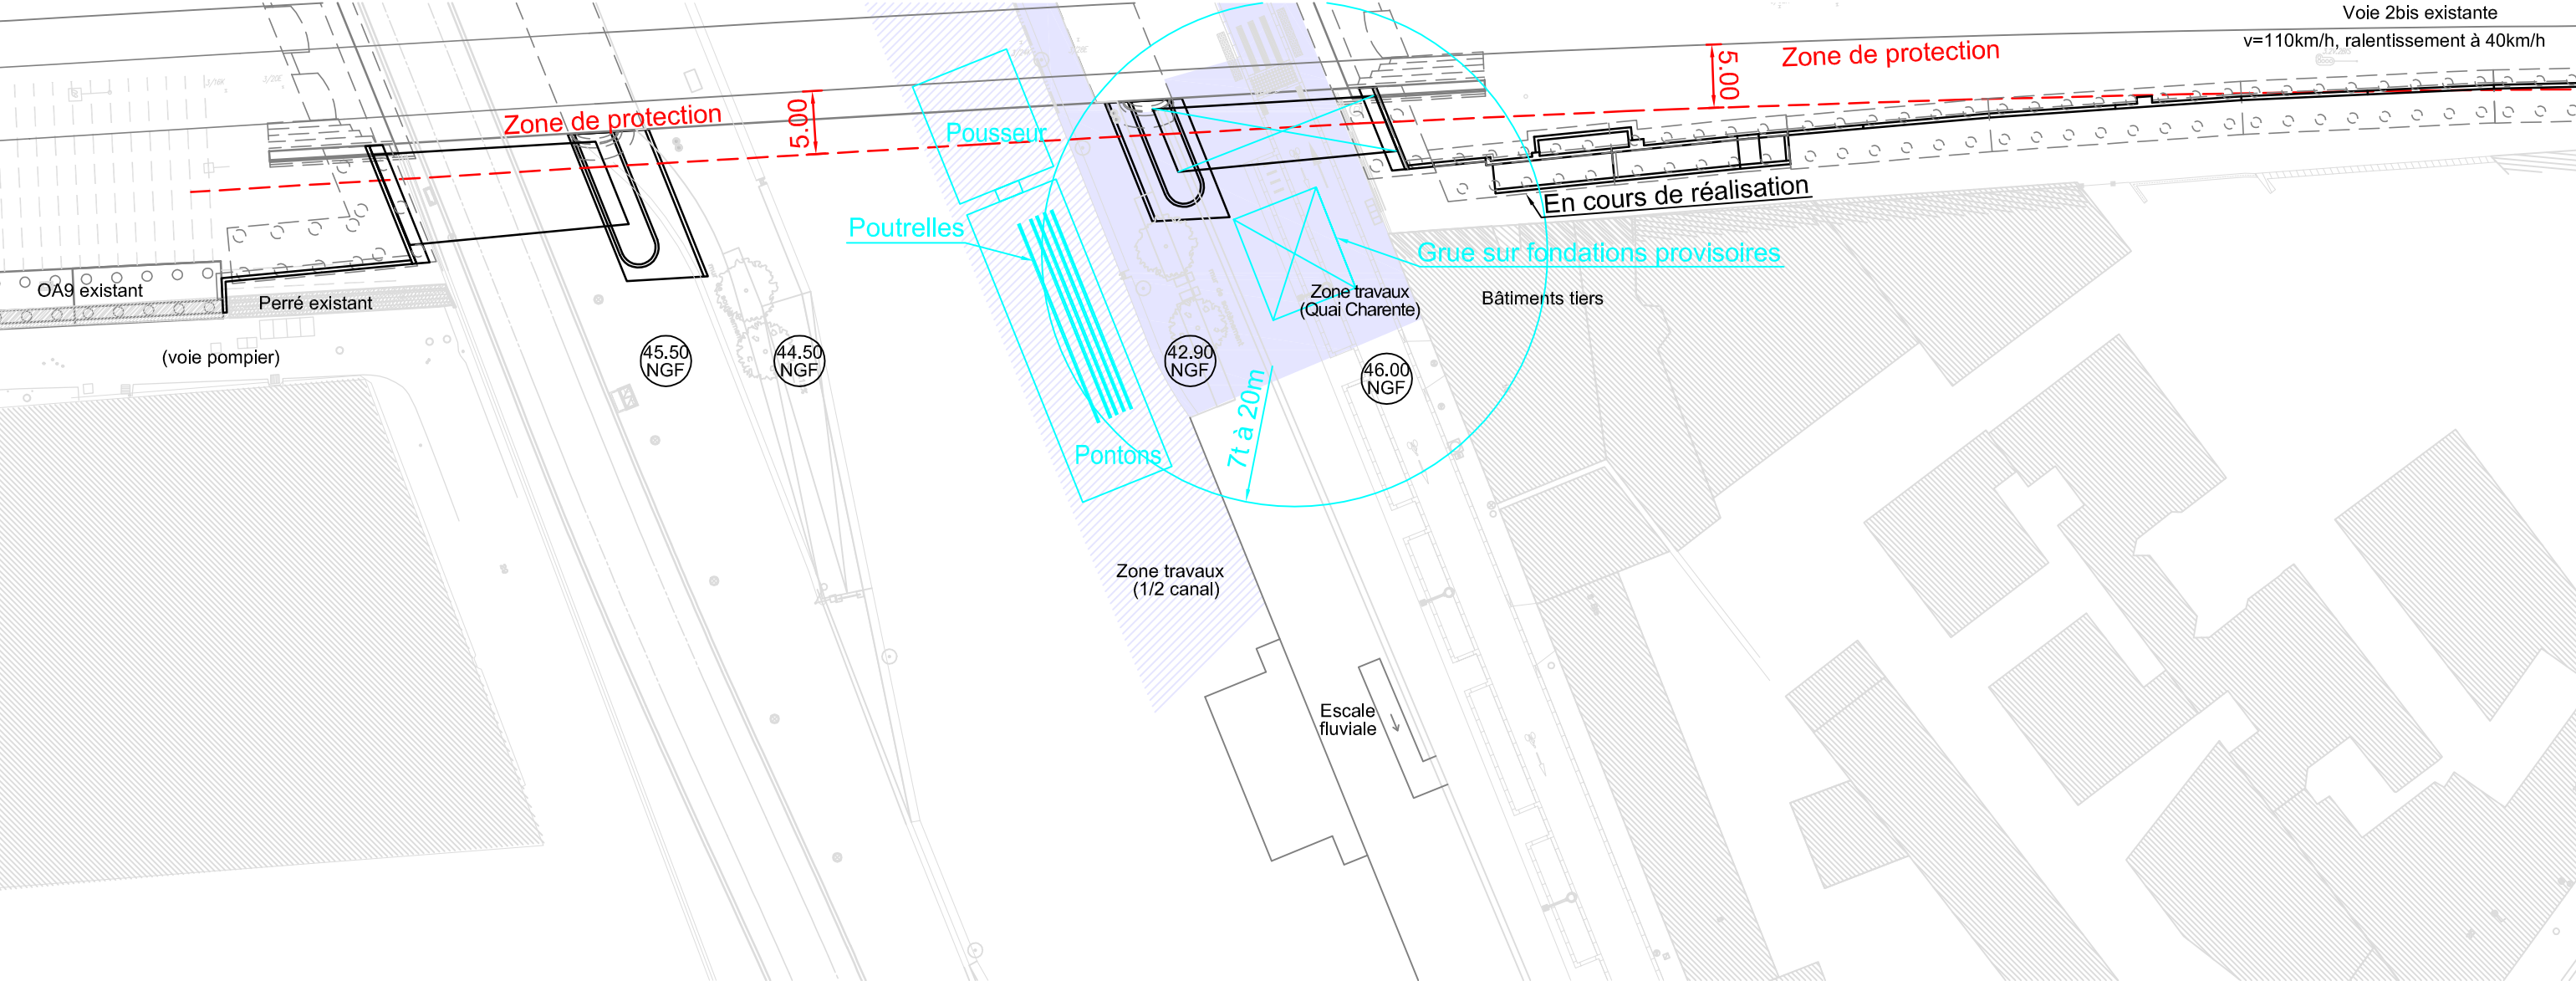 Voie 2bis existante
v=110km/h, ralentissement à 40km/h
Zone de protection
5.00
Zone de protection
5.00
Pousseur
Poutrelles
En cours de réalisation
Grue sur fondations provisoires
OA9 existant
Perré existant
Zone travaux
(Quai Charente)
Bâtiments tiers
(voie pompier)
45.50
NGF
44.50
NGF
42.90
NGF
46.00
NGF
7t à 20m
Pontons
Zone travaux
(1/2 canal)
Escale
fluviale